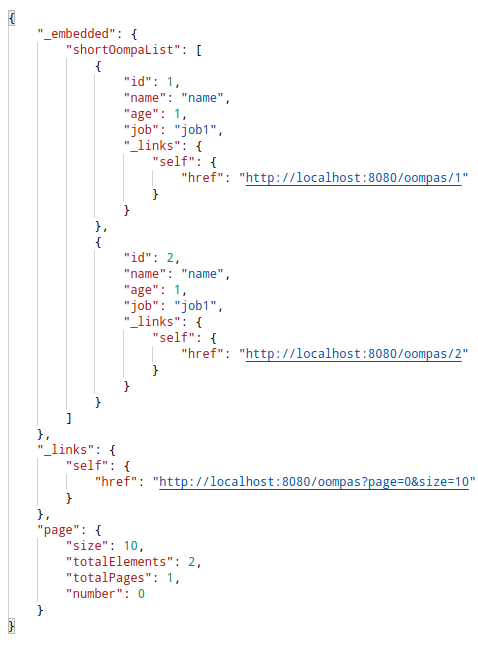 {
    "_embedded": {
        "shortOompaList": [
            {
                "id": 1,
                "name": "name",
                "age": 1,
                "job": "job1",
                "_links": {
                    "self": {
                        "href": "http://localhost:8080/oompas/1"
                    }
                }
            },
            {
                "id": 2,
                "name": "name",
                "age": 1,
                "job": "job1",
                "_links": {
                    "self": {
                        "href": "http://localhost:8080/oompas/2"
                    }
                }
            }
        ]
    },
    "_links": {
        "self": {
            "href": "http://localhost:8080/oompas?page=0&size=10"
        }
    },
    "page": {
        "size": 10,
        "totalElements": 2,
        "totalPages": 1,
        "number": 0
    }
}